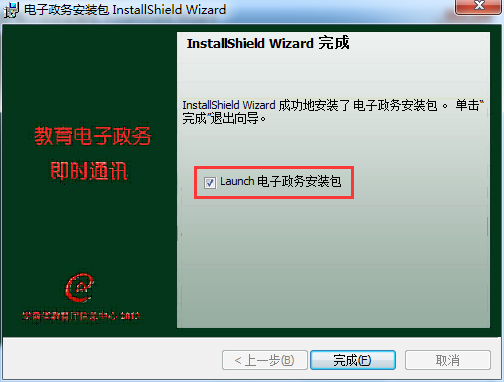 电子政务安装包 InstallShield Wizard
InstallShield Wizard 完成
InstallShield Wizard 成功地安装了 电子政务安装包 。 单击“
完成”退出向导。
教育电子政务
即时通讯
Launch 电子政务安装包
2010
< 上一步(B)
完成(F)
取消